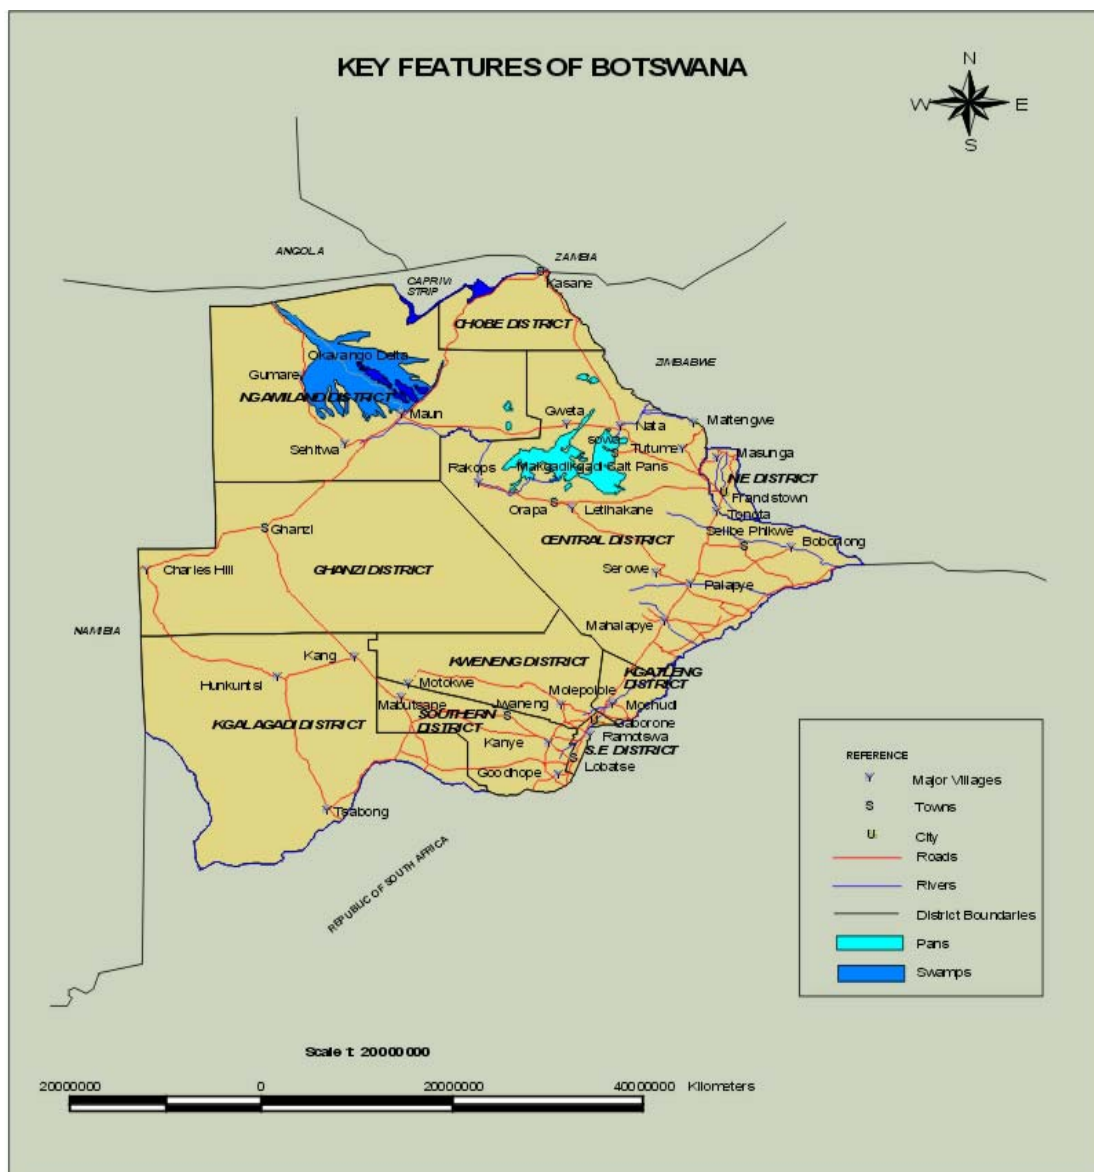 KEY FEATURES OF BOTSWANA
N
W
E
S
ANGOLA
ZAMBIA
CAPRIVI
STRIP
Kasane
CHOBE DISTRICT
ZIMBABWE
Okavango Delta
Gumare
NGAMILAND DISTRICT
Maun
Gweta
Nata
Mattengwe
Sehitwa
sowa
Tutume
Masunga
Rakops
Makgadikgadi Calt Pans
NE DISTRICT
Francistown
Orapa
Letlhakane
Tonota
Ghanzi
Selibe Phikwe
Bobonong
CENTRAL DISTRICT
Charles Hill
GHANZI DISTRICT
Serowe
Palapye
Mahalapye
NAMIBIA
Kang
KWENENG DISTRICT
KGATLENG
DISTRICT
Hunkuntsi
Motokwe
Molepolole
Mabutsane
Jwaneng
Mochudi
KGALAGADI DISTRICT
SOUTHERN
DISTRICT
Gaborone
Ramotswa
Kanye
S.E DISTRICT
Goodhope
Lobatse
Tsabong
REPUBLIC OF SOUTH AFRICA
REFERENCE
Y Major Villages
S Towns
U City
Roads
Rivers
District Boundaries
Pans
Swamps
Scale 1: 20000000
20000000 0 20000000 40000000 Kilometers